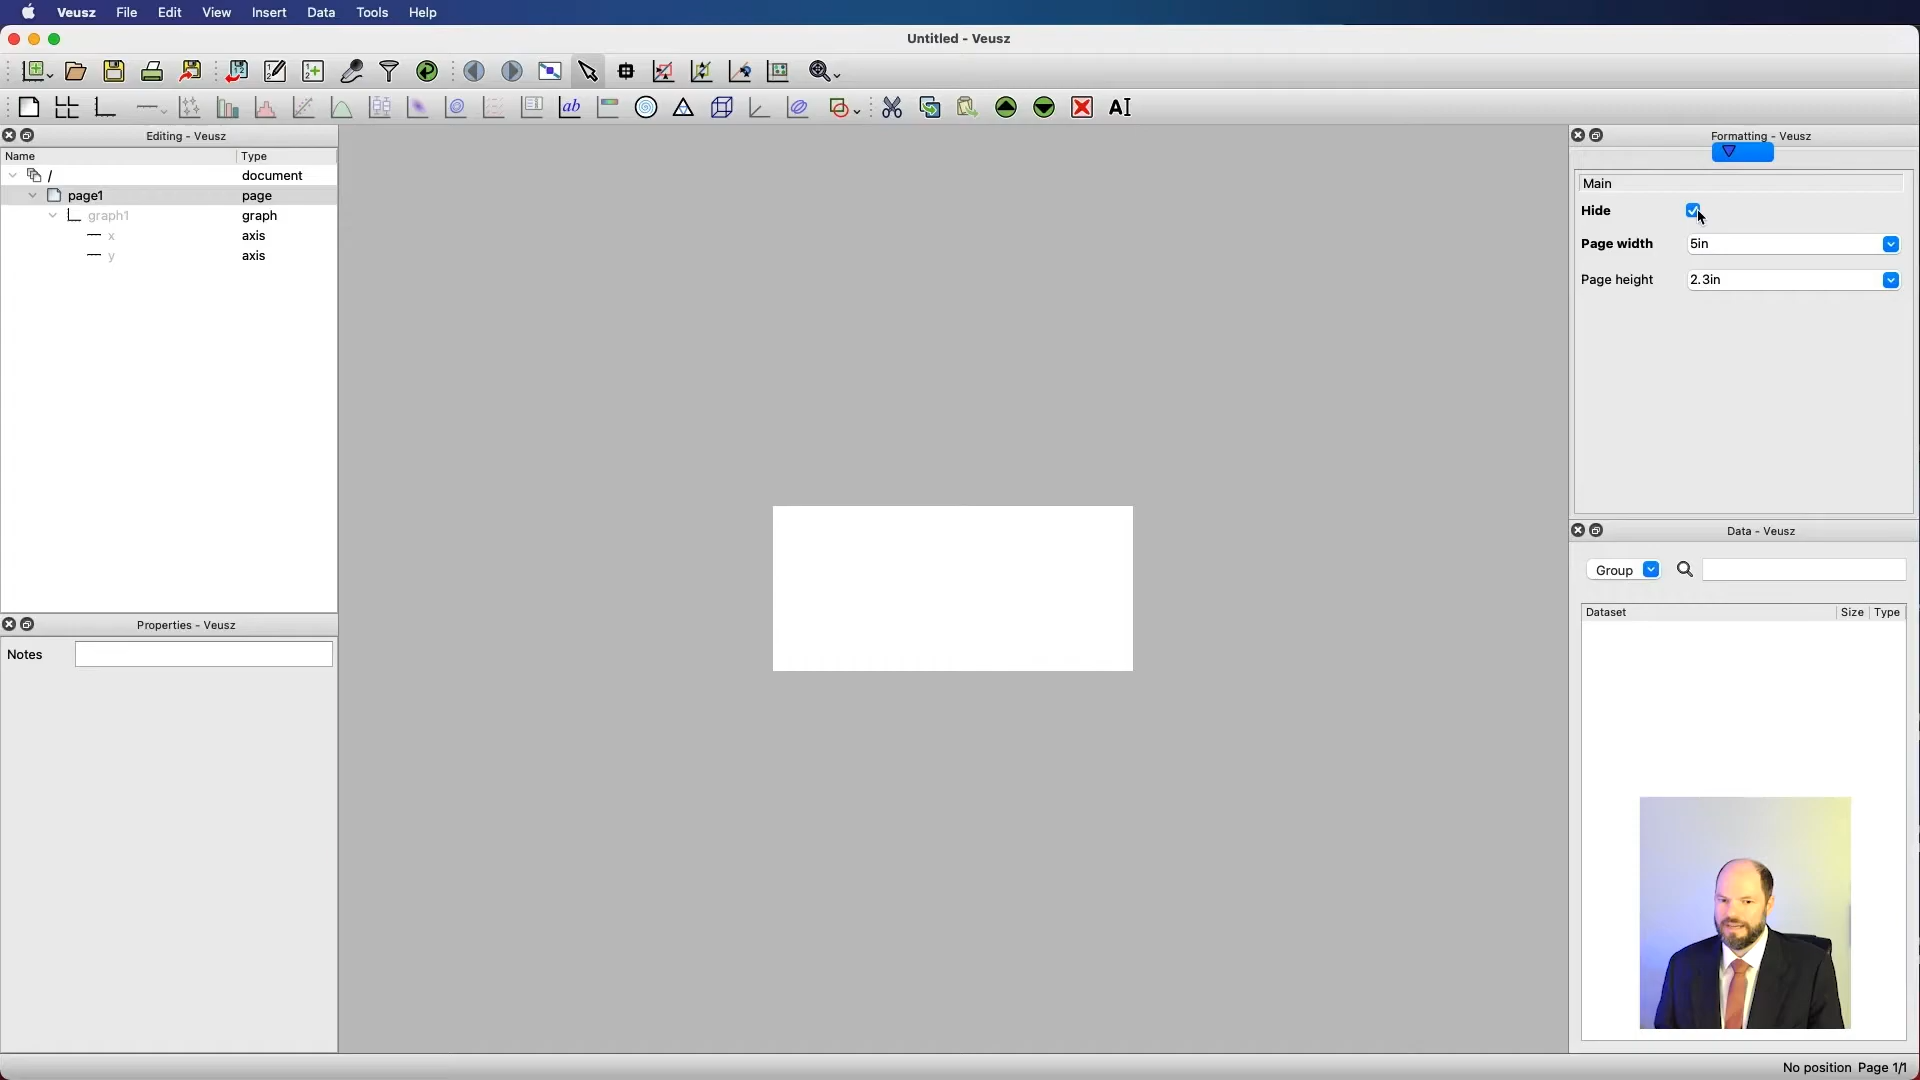 Veusz File Edit View Insert Data Tools Help
Untitled - Veusz
ab
AI
Editing - Veusz
Name Type
/ document
page1 page
graph1 graph
x axis
y axis
Properties - Veusz
Notes
Formatting - Veusz
Main
Hide
Page width 5in
Page height 2.3in
Data - Veusz
Group
Dataset Size Type
No position Page 1/1